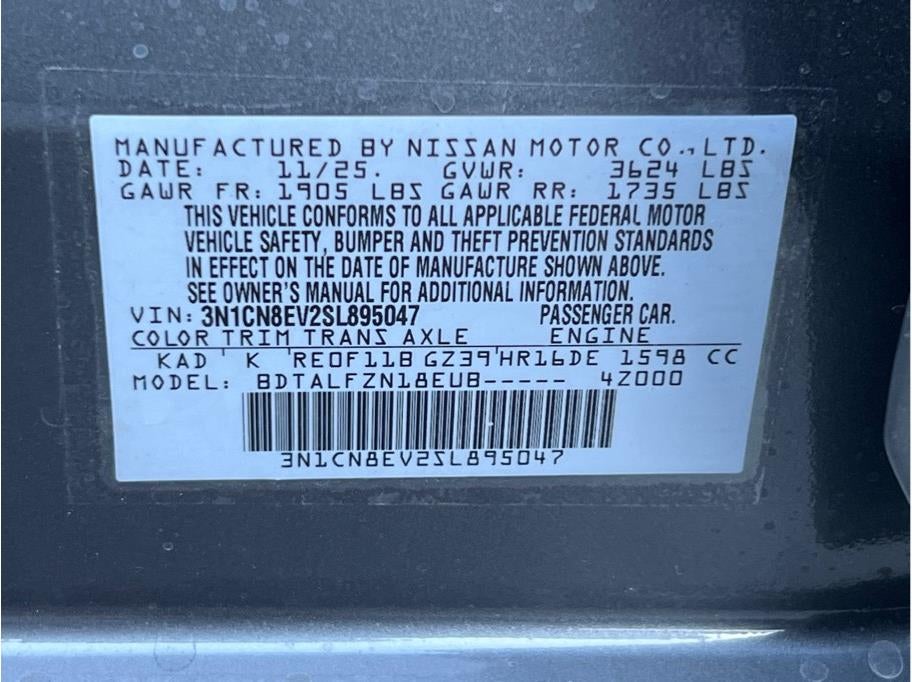 MANUFACTURED BY NISSAN MOTOR CO., LTD.
DATE: 11/25. GVWR: 3624 LBS
GAWR FR: 1905 LBS GAWR RR: 1735 LBS
THIS VEHICLE CONFORMS TO ALL APPLICABLE FEDERAL MOTOR
VEHICLE SAFETY, BUMPER AND THEFT PREVENTION STANDARDS
IN EFFECT ON THE DATE OF MANUFACTURE SHOWN ABOVE.
SEE OWNER'S MANUAL FOR ADDITIONAL INFORMATION.
VIN: 3N1CN8EV2SL895047 PASSENGER CAR.
COLOR TRIM TRANS AXLE ENGINE
KAD K RE0F11B GZ39 HR16DE 1598 CC
MODEL: BDTALFZN18EUB----- 4Z000
3N1CN8EV2SL895047